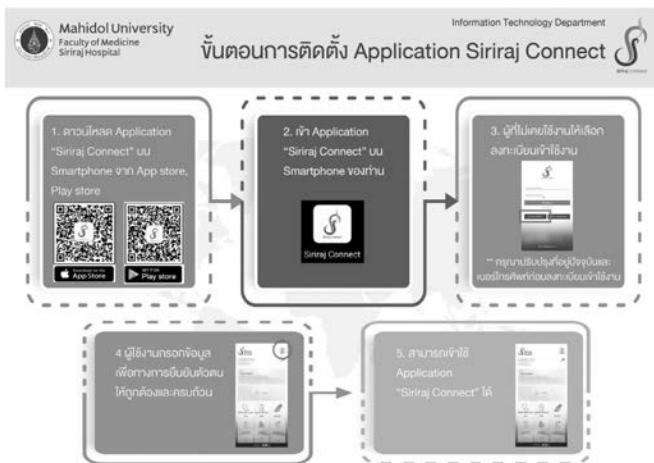 Mahidol University
Faculty of Medicine
Siriraj Hospital
Information Technology Department
ขั้นตอนการติดตั้ง Application Siriraj Connect
1. ดาวน์โหลด Application
“Siriraj Connect” บน
Smartphone จาก App store,
Play store
App Store
Play store
2. เข้า Application
“Siriraj Connect” บน
Smartphone ของท่าน
Siriraj Connect
3. ผู้ที่ไม่เคยใช้งานให้เลือก
ลงทะเบียนเข้าใช้งาน
** กรุณาปรับปรุงที่อยู่ปัจจุบันและ
เบอร์โทรศัพท์ก่อนลงทะเบียนเข้าใช้งาน
4 ผู้ใช้งานกรอกข้อมูล
เพื่อทางการยืนยันตัวตน
ให้ถูกต้องและครบถ้วน
5. สามารถเข้าใช้
Application
“Siriraj Connect” ได้